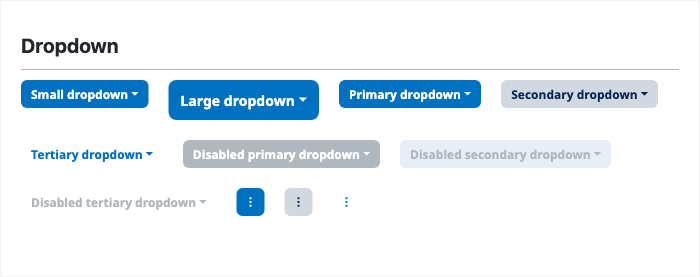 Dropdown
Small dropdown
Large dropdown
Primary dropdown
Secondary dropdown
Tertiary dropdown
Disabled primary dropdown
Disabled secondary dropdown
Disabled tertiary dropdown